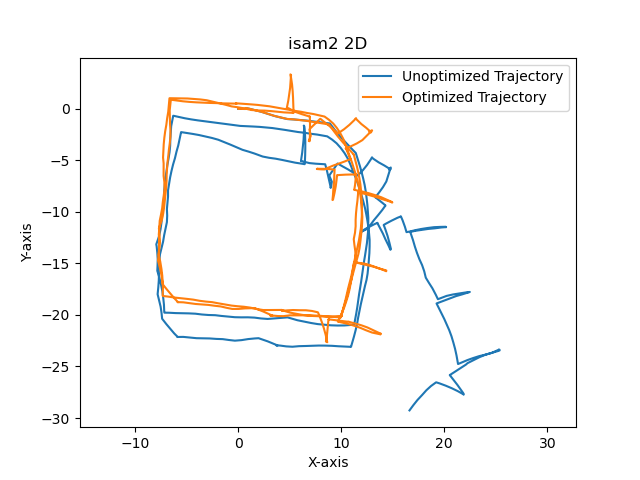 isam2 2D
Unoptimized Trajectory
Optimized Trajectory
Y-axis
0
−5
−10
−15
−20
−25
−30
−10
0
10
20
30
X-axis